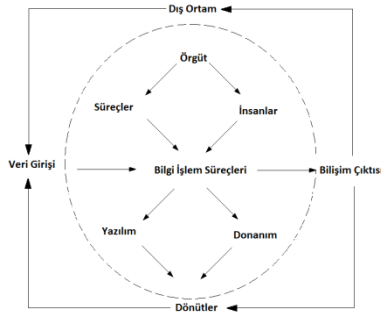 Dış Ortam
Örgüt
Süreçler
İnsanlar
Veri Girişi
Bilgi İşlem Süreçleri
Bilişim Çıktısı
Yazılım
Donanım
Dönütler